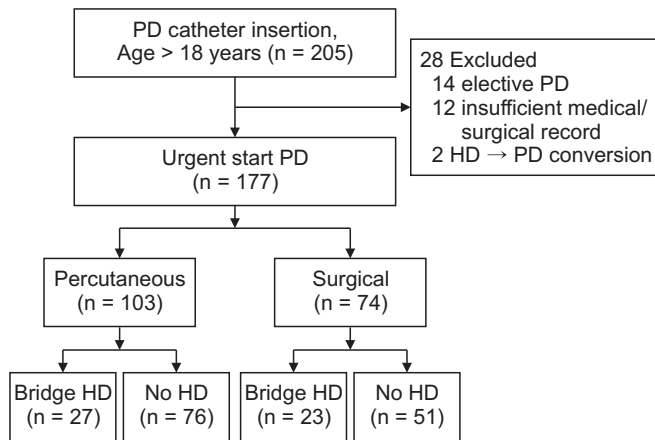 PD catheter insertion,
Age > 18 years (n = 205)
28 Excluded
14 elective PD
12 insufficient medical/
surgical record
2 HD → PD conversion
Urgent start PD
(n = 177)
Percutaneous
(n = 103)
Surgical
(n = 74)
Bridge HD
(n = 27)
No HD
(n = 76)
Bridge HD
(n = 23)
No HD
(n = 51)